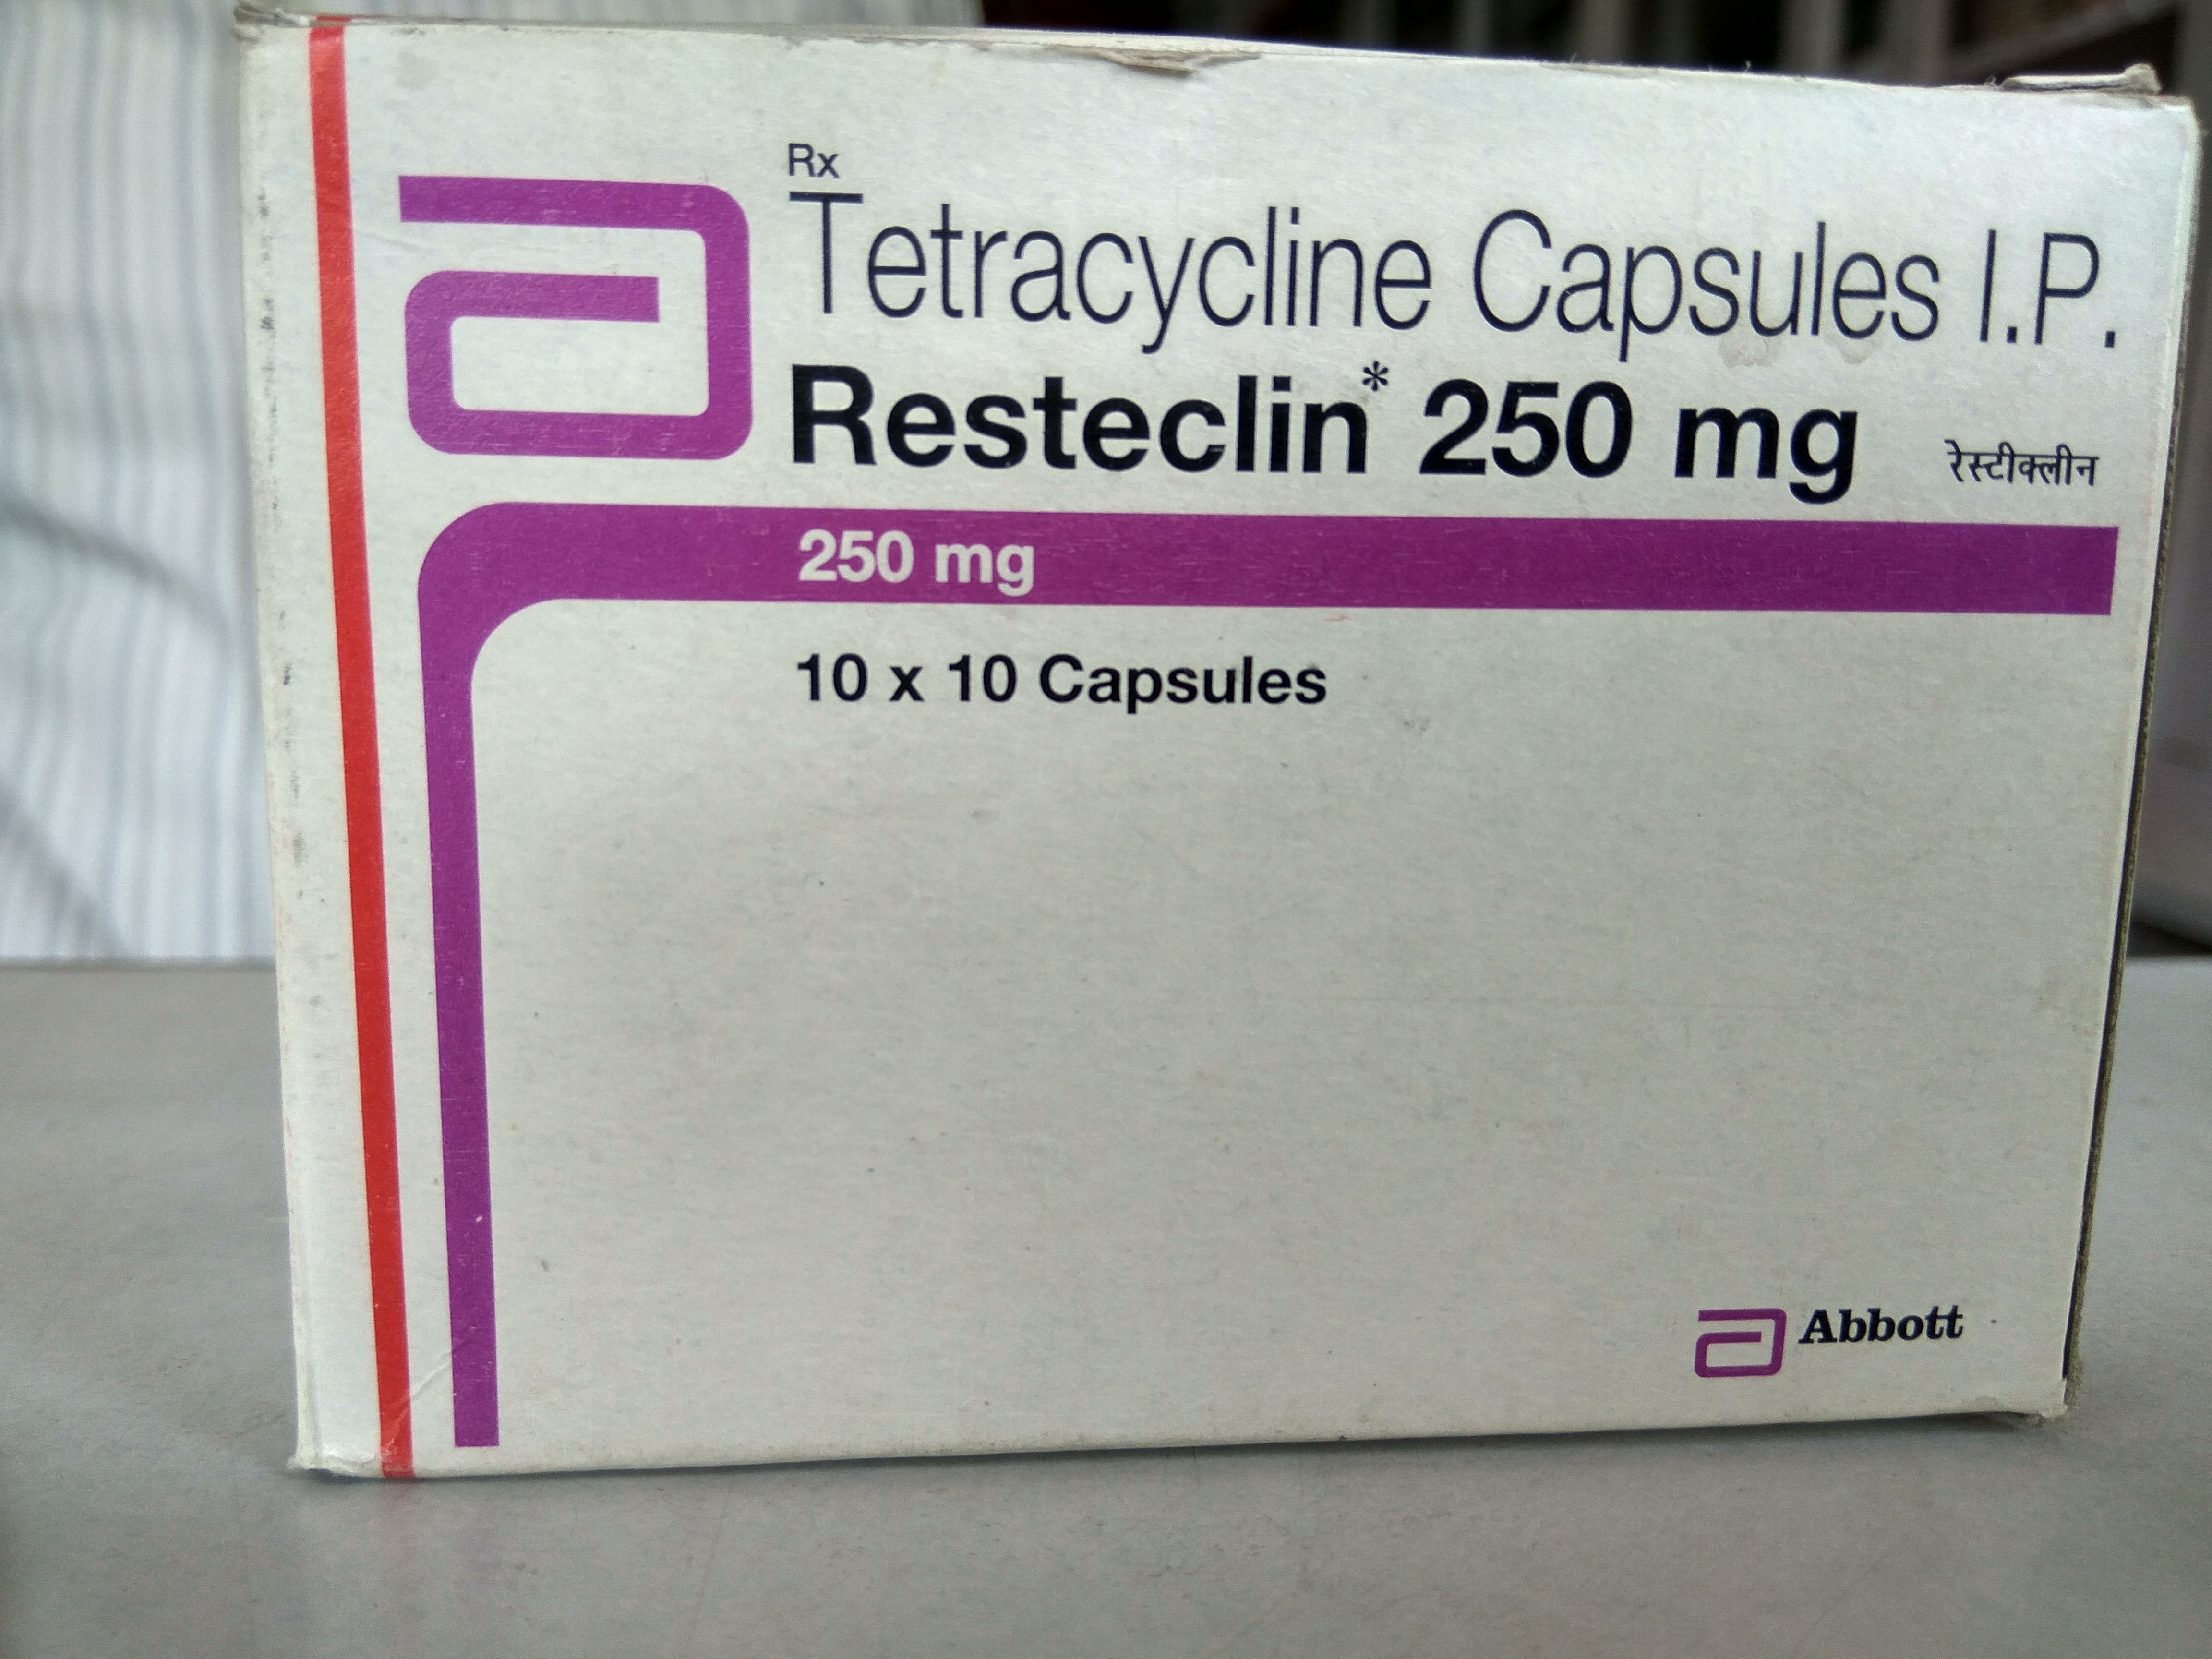 Rx
Tetracycline Capsules I.P.
Resteclin* 250 mg रेस्टीक्लीन
250 mg
10 x 10 Capsules
Abbott